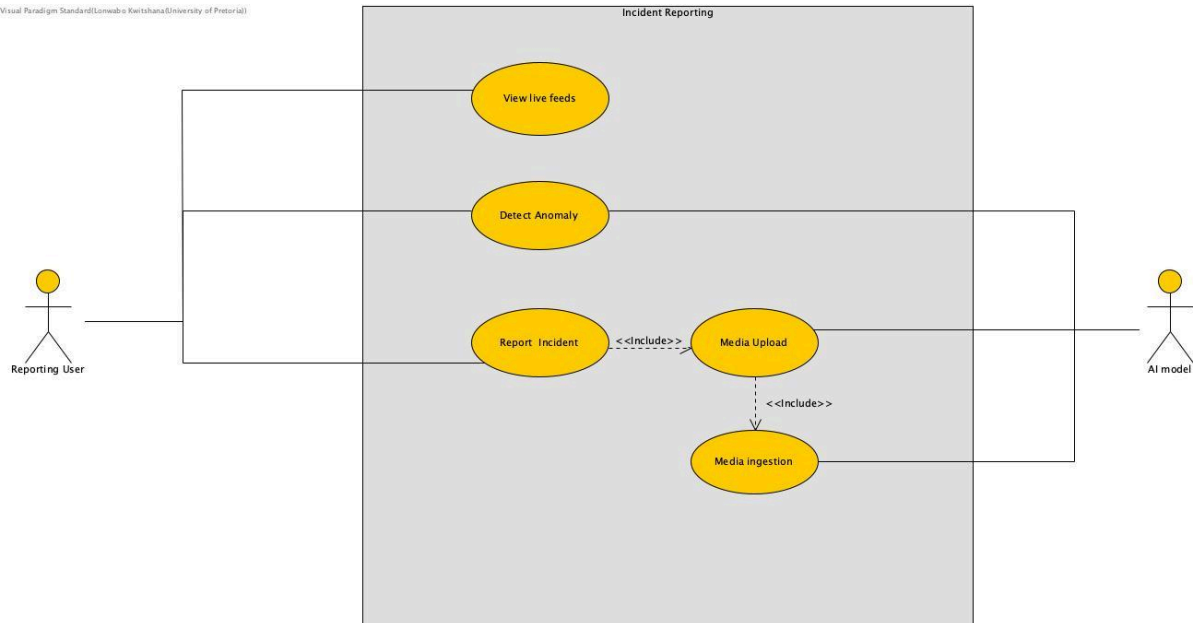 Visual Paradigm Standard(Lonwabo Kwitshana(University of Pretoria))
Incident Reporting
View live feeds
Detect Anomaly
Report Incident
<<Include>>
Media Upload
Reporting User
AI model
<<Include>>
Media ingestion